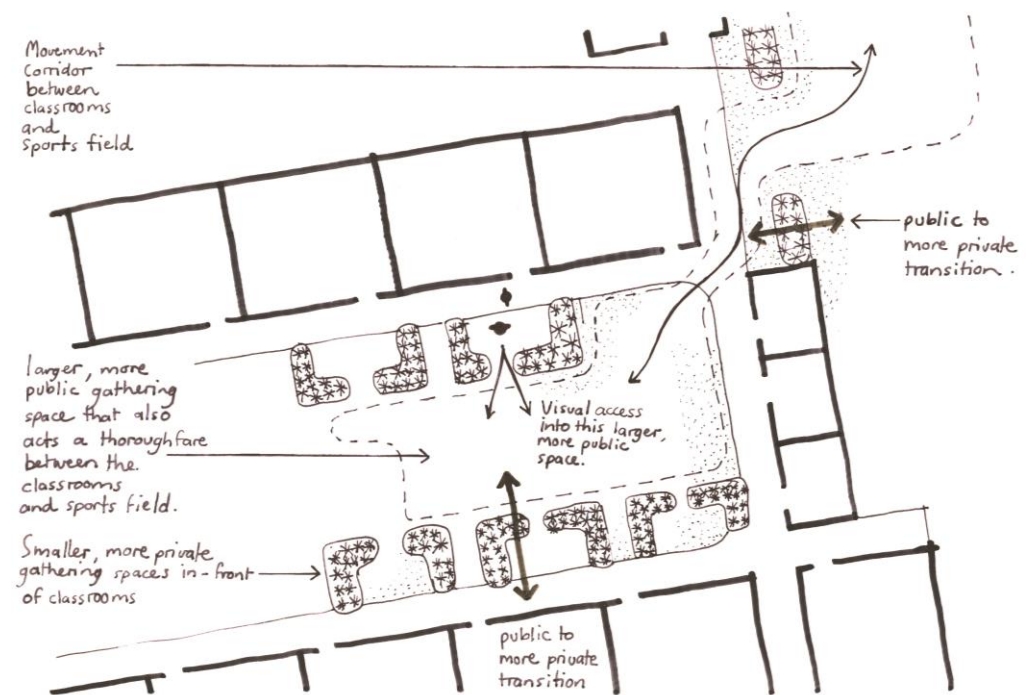 Movement
Corridor
between
classrooms
and
sports field
public to
more private
transition.
larger, more
public gathering
space that also
acts a thoroughfare
between the
classrooms
and sports field.
Visual access
into this larger,
more public
space.
Smaller, more private
gathering spaces in-front
of classrooms
public to
more private
transition